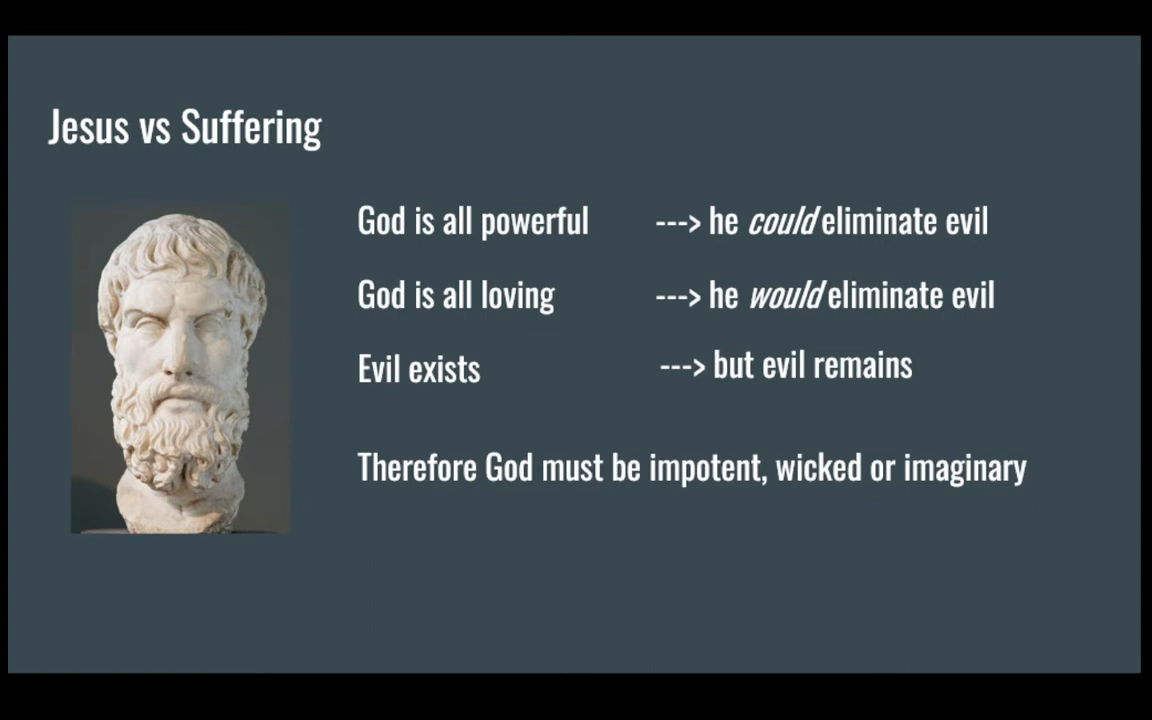 Jesus vs Suffering
God is all powerful ---> he could eliminate evil
God is all loving ---> he would eliminate evil
Evil exists ---> but evil remains
Therefore God must be impotent, wicked or imaginary